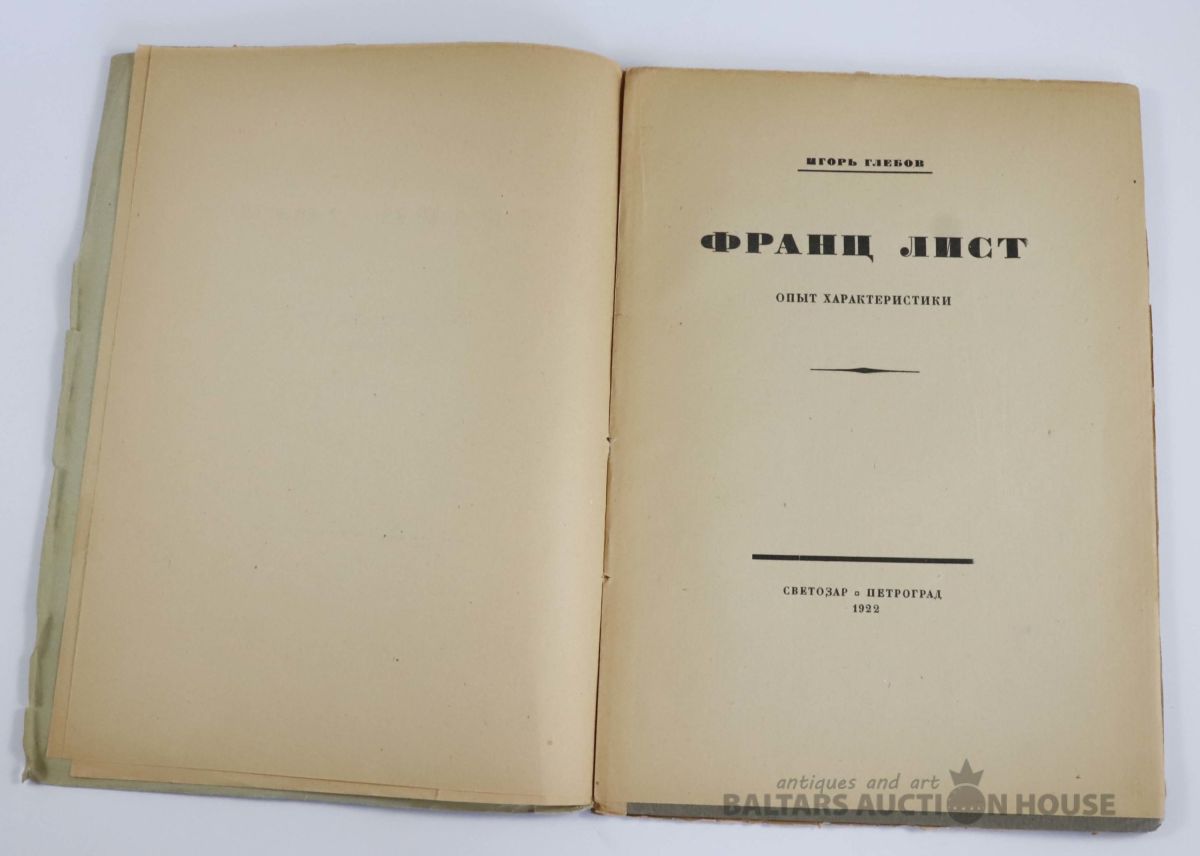 ИГОРЬ ГЛЕБОВ
ФРАНЦ ЛИСТ
ОПЫТ ХАРАКТЕРИСТИКИ
СВЕТОЗАР ▫ ПЕТРОГРАД
1922
antiques and art
BALTARS AUCTION HOUSE